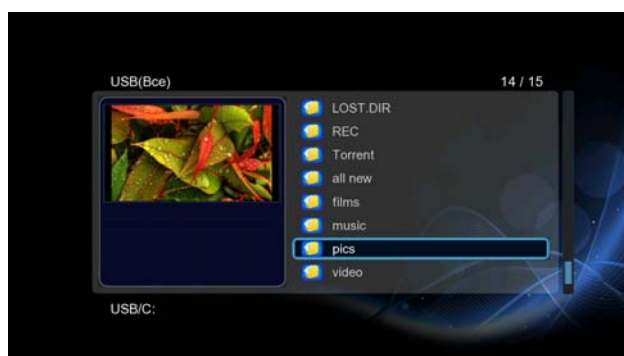 USB(Все)
14 / 15
LOST.DIR
REC
Torrent
all new
films
music
pics
video
USB/C: